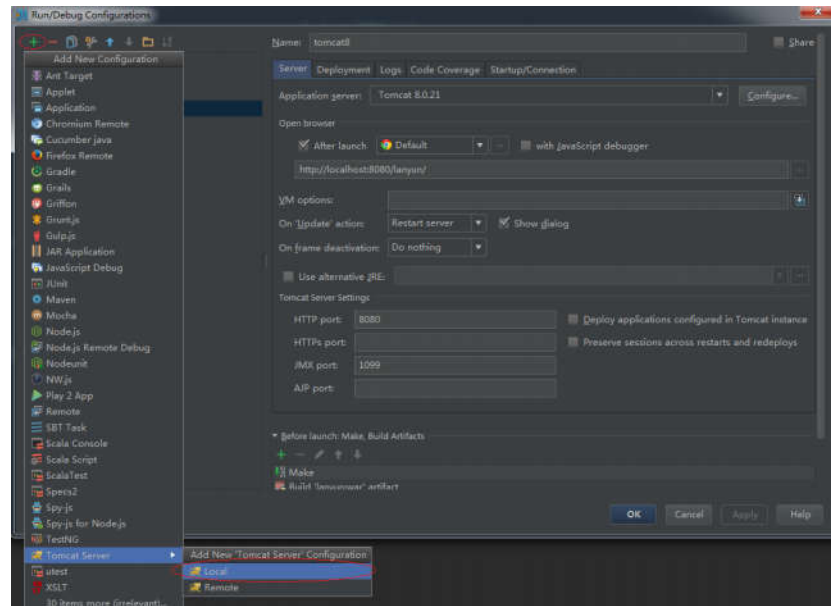 Run/Debug Configurations
Add New Configuration
Ant Target
Applet
Application
Chromium Remote
Cucumber java
Firefox Remote
Gradle
Grails
Griffon
Grunt.js
Gulp.js
JAR Application
JavaScript Debug
JUnit
Maven
Mocha
Node.js
Node.js Remote Debug
Nodeunit
NW.js
Play 2 App
Remote
SBT Task
Scala Console
Scala Script
ScalaTest
Specs2
Spy-js
Spy-js for Node.js
TestNG
Tomcat Server
utest
XSLT
30 items more (irrelevant)...
Add New 'Tomcat Server' Configuration
Local
Remote
Name: tomcat8
Share
Server Deployment Logs Code Coverage Startup/Connection
Application server: Tomcat 8.0.21 Configure...
Open browser
After launch Default with JavaScript debugger
http://localhost:8080/lanyun/
VM options:
On 'Update' action: Restart server Show dialog
On frame deactivation: Do nothing
Use alternative JRE:
Tomcat Server Settings
HTTP port: 8080 Deploy applications configured in Tomcat instance
HTTPs port: Preserve sessions across restarts and redeploys
JMX port: 1099
AJP port:
Before launch: Make, Build Artifacts
Make
Build artifact
OK Cancel Apply Help